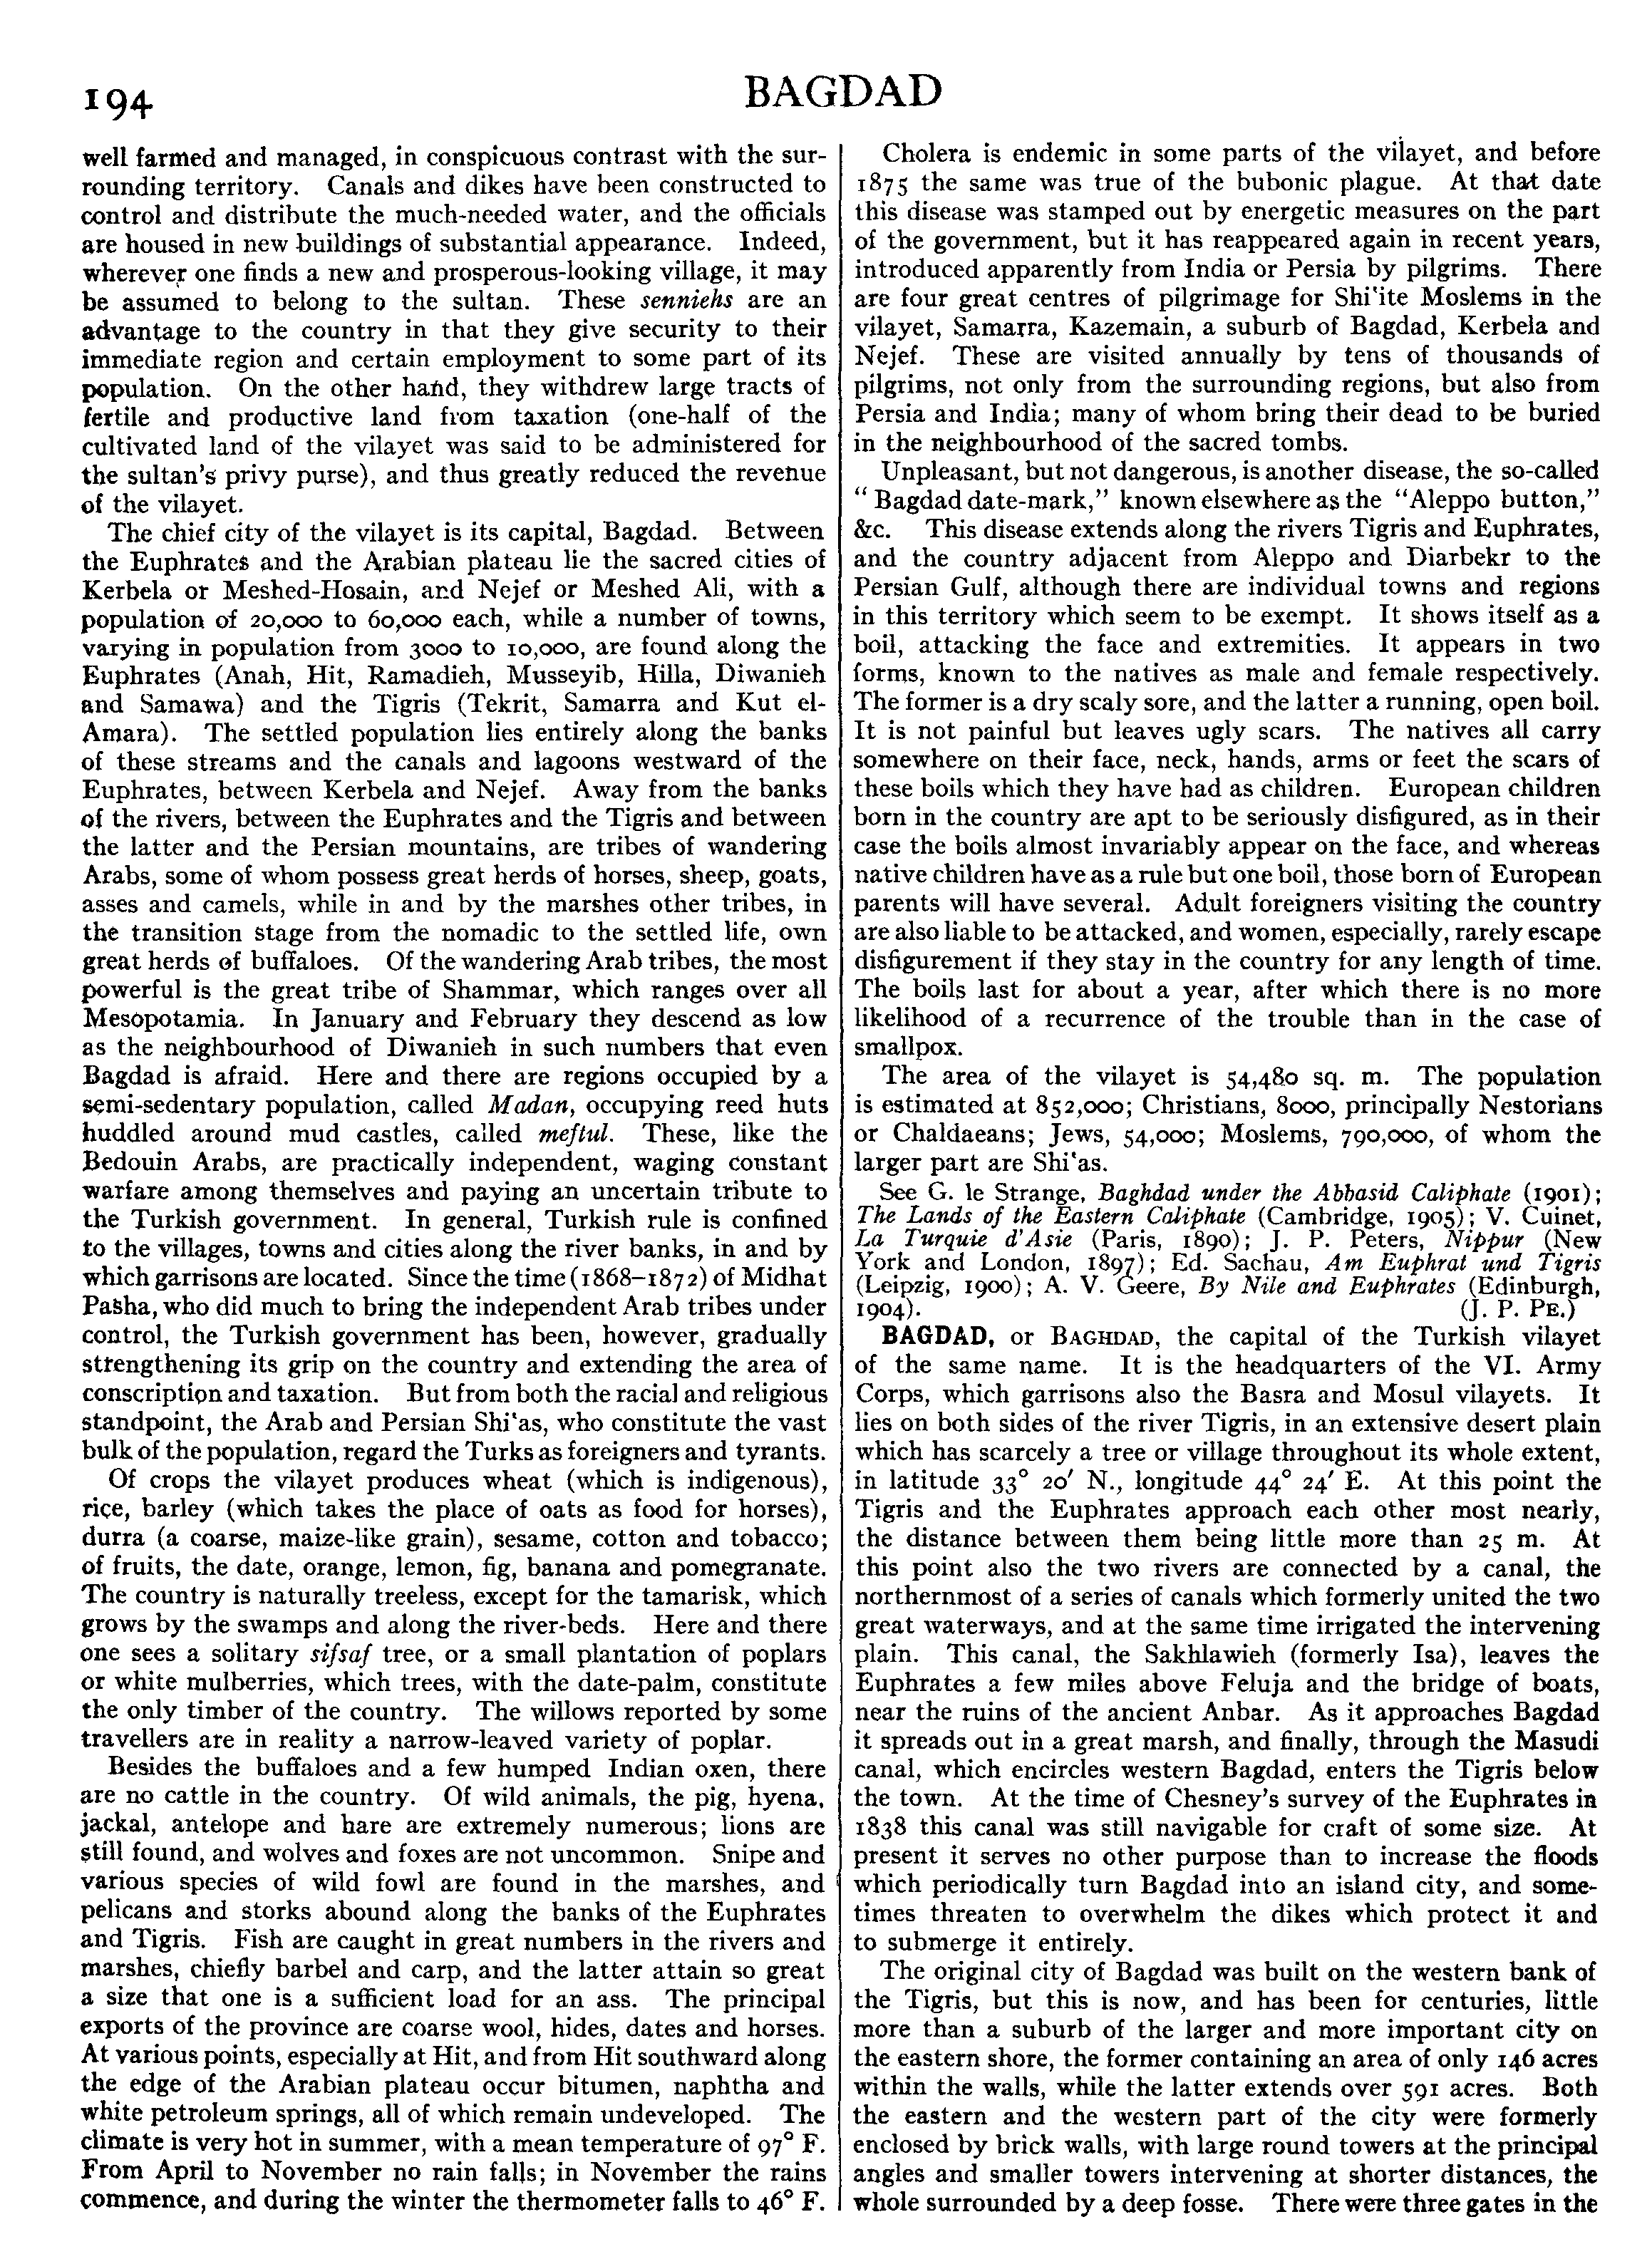 194
BAGDAD
well farmed and managed, in conspicuous contrast with the sur-
rounding territory. Canals and dikes have been constructed to
control and distribute the much-needed water, and the officials
are housed in new buildings of substantial appearance. Indeed,
wherever one finds a new and prosperous-looking village, it may
be assumed to belong to the sultan. These senniehs are an
advantage to the country in that they give security to their
immediate region and certain employment to some part of its
population. On the other hand, they withdrew large tracts of
fertile and productive land from taxation (one-half of the
cultivated land of the vilayet was said to be administered for
the sultan's privy purse), and thus greatly reduced the revenue
of the vilayet.
The chief city of the vilayet is its capital, Bagdad. Between
the Euphrates and the Arabian plateau lie the sacred cities of
Kerbela or Meshed-Hosain, and Nejef or Meshed Ali, with a
population of 20,000 to 60,000 each, while a number of towns,
varying in population from 3000 to 10,000, are found along the
Euphrates (Anah, Hit, Ramadieh, Musseyib, Hilla, Diwanieh
and Samawa) and the Tigris (Tekrit, Samarra and Kut el-
Amara). The settled population lies entirely along the banks
of these streams and the canals and lagoons westward of the
Euphrates, between Kerbela and Nejef. Away from the banks
of the rivers, between the Euphrates and the Tigris and between
the latter and the Persian mountains, are tribes of wandering
Arabs, some of whom possess great herds of horses, sheep, goats,
asses and camels, while in and by the marshes other tribes, in
the transition stage from the nomadic to the settled life, own
great herds of buffaloes. Of the wandering Arab tribes, the most
powerful is the great tribe of Shammar, which ranges over all
Mesopotamia. In January and February they descend as low
as the neighbourhood of Diwanieh in such numbers that even
Bagdad is afraid. Here and there are regions occupied by a
semi-sedentary population, called Madan, occupying reed huts
huddled around mud castles, called meftul. These, like the
Bedouin Arabs, are practically independent, waging constant
warfare among themselves and paying an uncertain tribute to
the Turkish government. In general, Turkish rule is confined
to the villages, towns and cities along the river banks, in and by
which garrisons are located. Since the time (1868–1872) of Midhat
Pasha, who did much to bring the independent Arab tribes under
control, the Turkish government has been, however, gradually
strengthening its grip on the country and extending the area of
conscription and taxation. But from both the racial and religious
standpoint, the Arab and Persian Shi‘as, who constitute the vast
bulk of the population, regard the Turks as foreigners and tyrants.
Of crops the vilayet produces wheat (which is indigenous),
rice, barley (which takes the place of oats as food for horses),
durra (a coarse, maize-like grain), sesame, cotton and tobacco;
of fruits, the date, orange, lemon, fig, banana and pomegranate.
The country is naturally treeless, except for the tamarisk, which
grows by the swamps and along the river-beds. Here and there
one sees a solitary sifsaf tree, or a small plantation of poplars
or white mulberries, which trees, with the date-palm, constitute
the only timber of the country. The willows reported by some
travellers are in reality a narrow-leaved variety of poplar.
Besides the buffaloes and a few humped Indian oxen, there
are no cattle in the country. Of wild animals, the pig, hyena,
jackal, antelope and hare are extremely numerous; lions are
still found, and wolves and foxes are not uncommon. Snipe and
various species of wild fowl are found in the marshes, and
pelicans and storks abound along the banks of the Euphrates
and Tigris. Fish are caught in great numbers in the rivers and
marshes, chiefly barbel and carp, and the latter attain so great
a size that one is a sufficient load for an ass. The principal
exports of the province are coarse wool, hides, dates and horses.
At various points, especially at Hit, and from Hit southward along
the edge of the Arabian plateau occur bitumen, naphtha and
white petroleum springs, all of which remain undeveloped. The
climate is very hot in summer, with a mean temperature of 97° F.
From April to November no rain falls; in November the rains
commence, and during the winter the thermometer falls to 46° F.
Cholera is endemic in some parts of the vilayet, and before
1875 the same was true of the bubonic plague. At that date
this disease was stamped out by energetic measures on the part
of the government, but it has reappeared again in recent years,
introduced apparently from India or Persia by pilgrims. There
are four great centres of pilgrimage for Shi‘ite Moslems in the
vilayet, Samarra, Kazemain, a suburb of Bagdad, Kerbela and
Nejef. These are visited annually by tens of thousands of
pilgrims, not only from the surrounding regions, but also from
Persia and India; many of whom bring their dead to be buried
in the neighbourhood of the sacred tombs.
Unpleasant, but not dangerous, is another disease, the so-called
“Bagdad date-mark,” known elsewhere as the “Aleppo button,”
&c. This disease extends along the rivers Tigris and Euphrates,
and the country adjacent from Aleppo and Diarbekr to the
Persian Gulf, although there are individual towns and regions
in this territory which seem to be exempt. It shows itself as a
boil, attacking the face and extremities. It appears in two
forms, known to the natives as male and female respectively.
The former is a dry scaly sore, and the latter a running, open boil.
It is not painful but leaves ugly scars. The natives all carry
somewhere on their face, neck, hands, arms or feet the scars of
these boils which they have had as children. European children
born in the country are apt to be seriously disfigured, as in their
case the boils almost invariably appear on the face, and whereas
native children have as a rule but one boil, those born of European
parents will have several. Adult foreigners visiting the country
are also liable to be attacked, and women, especially, rarely escape
disfigurement if they stay in the country for any length of time.
The boils last for about a year, after which there is no more
likelihood of a recurrence of the trouble than in the case of
smallpox.
The area of the vilayet is 54,480 sq. m. The population
is estimated at 852,000; Christians, 8000, principally Nestorians
or Chaldaeans; Jews, 54,000; Moslems, 790,000, of whom the
larger part are Shi‘as.
See G. le Strange, Baghdad under the Abbasid Caliphate (1901);
The Lands of the Eastern Caliphate (Cambridge, 1905); V. Cuinet,
La Turquie d'Asie (Paris, 1890); J. P. Peters, Nippur (New
York and London, 1897); Ed. Sachau, Am Euphrat und Tigris
(Leipzig, 1900); A. V. Geere, By Nile and Euphrates (Edinburgh,
1904). (J. P. PE.)
BAGDAD, or BAGHDAD, the capital of the Turkish vilayet
of the same name. It is the headquarters of the VI. Army
Corps, which garrisons also the Basra and Mosul vilayets. It
lies on both sides of the river Tigris, in an extensive desert plain
which has scarcely a tree or village throughout its whole extent,
in latitude 33° 20′ N., longitude 44° 24′ E. At this point the
Tigris and the Euphrates approach each other most nearly,
the distance between them being little more than 25 m. At
this point also the two rivers are connected by a canal, the
northernmost of a series of canals which formerly united the two
great waterways, and at the same time irrigated the intervening
plain. This canal, the Sakhlawieh (formerly Isa), leaves the
Euphrates a few miles above Feluja and the bridge of boats,
near the ruins of the ancient Anbar. As it approaches Bagdad
it spreads out in a great marsh, and finally, through the Masudi
canal, which encircles western Bagdad, enters the Tigris below
the town. At the time of Chesney's survey of the Euphrates in
1838 this canal was still navigable for craft of some size. At
present it serves no other purpose than to increase the floods
which periodically turn Bagdad into an island city, and some-
times threaten to overwhelm the dikes which protect it and
to submerge it entirely.
The original city of Bagdad was built on the western bank of
the Tigris, but this is now, and has been for centuries, little
more than a suburb of the larger and more important city on
the eastern shore, the former containing an area of only 146 acres
within the walls, while the latter extends over 591 acres. Both
the eastern and the western part of the city were formerly
enclosed by brick walls, with large round towers at the principal
angles and smaller towers intervening at shorter distances, the
whole surrounded by a deep fosse. There were three gates in the